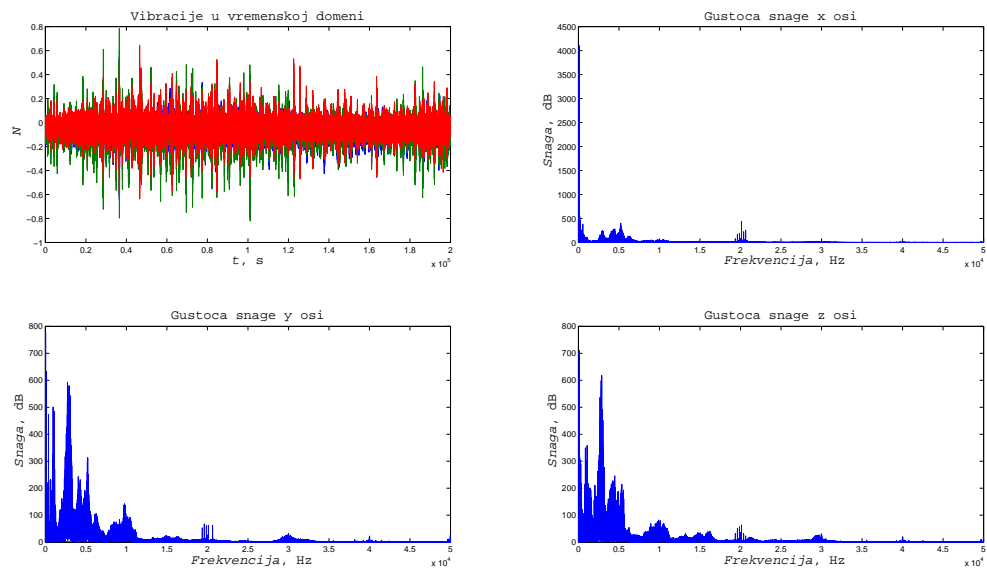 Vibracije u vremenskoj domeni
0.8
0.6
0.4
0.2
0
−0.2
−0.4
−0.6
−0.8
−1
N
0 0.2 0.4 0.6 0.8 1 1.2 1.4 1.6 1.8 2
x 10^5
t, s
Gustoca snage x osi
4500
4000
3500
3000
2500
2000
1500
1000
500
0
Snaga, dB
0 0.5 1 1.5 2 2.5 3 3.5 4 4.5 5
x 10^4
Frekvencija, Hz
Gustoca snage y osi
800
700
600
500
400
300
200
100
0
Snaga, dB
0 0.5 1 1.5 2 2.5 3 3.5 4 4.5 5
x 10^4
Frekvencija, Hz
Gustoca snage z osi
800
700
600
500
400
300
200
100
0
Snaga, dB
0 0.5 1 1.5 2 2.5 3 3.5 4 4.5 5
x 10^4
Frekvencija, Hz